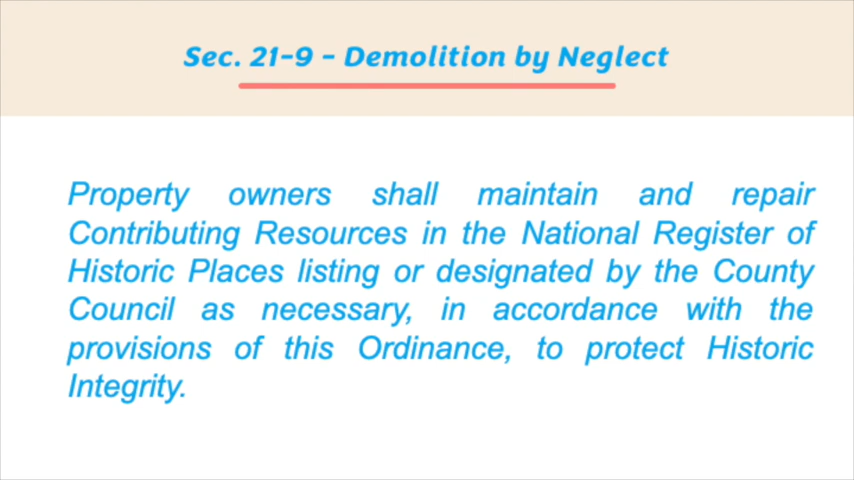 Sec. 21-9 - Demolition by Neglect
Property owners shall maintain and repair
Contributing Resources in the National Register of
Historic Places listing or designated by the County
Council as necessary, in accordance with the
provisions of this Ordinance, to protect Historic
Integrity.